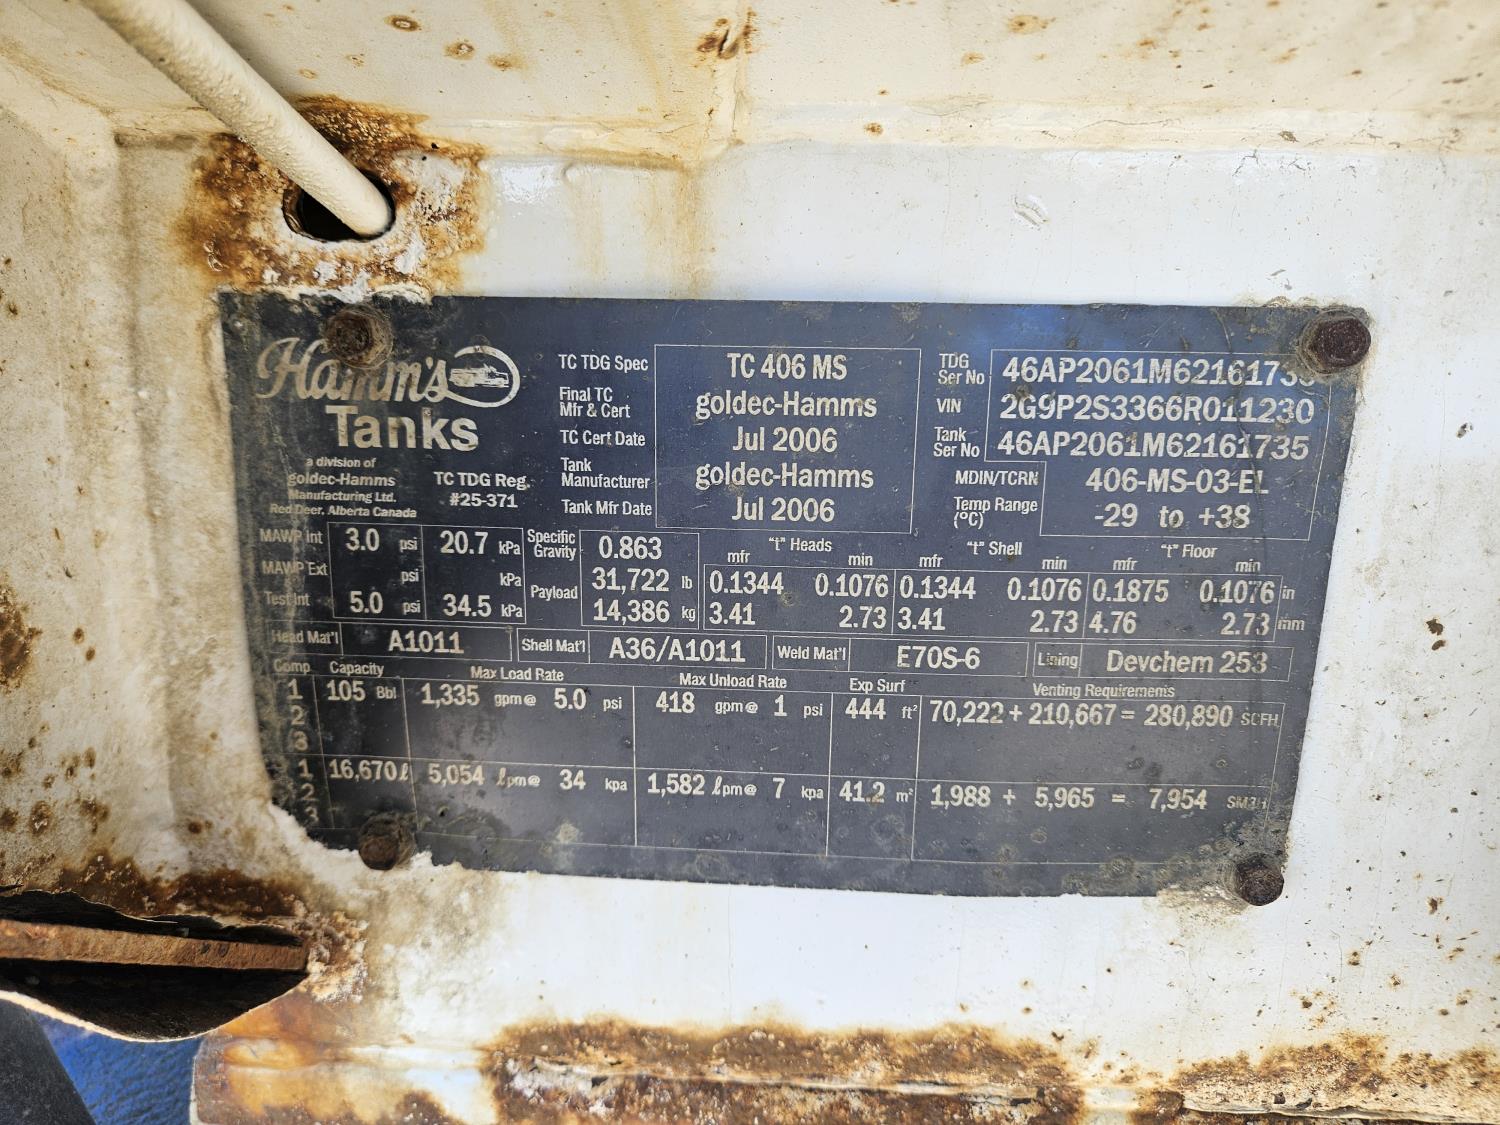 Hamm's
Tanks
a division of
goldec-Hamms
Manufacturing Ltd.
Red Deer, Alberta Canada
TC TDG Reg.
#25-371
TC TDG Spec TC 406 MS
Final TC Mfr & Cert goldec-Hamms
TC Cert Date Jul 2006
Tank Manufacturer goldec-Hamms
Tank Mfr Date Jul 2006
TDG Ser No 46AP2061M6216173
VIN 2G9P2S3366R011230
Tank Ser No 46AP2061M62161735
MDIN/TCRN 406-MS-03-EL
Temp Range (°C) -29 to +38
MAWP Int 3.0 psi 20.7 kPa
MAWP Ext psi kPa
Test Int 5.0 psi 34.5 kPa
Specific Gravity 0.863
Payload 31,722 lb
14,386 kg
"t" Heads "t" Shell "t" Floor
mfr min mfr min mfr min
0.1344 0.1076 0.1344 0.1076 0.1875 0.1076 in
3.41 2.73 3.41 2.73 4.76 2.73 mm
Head Mat'l A1011 Shell Mat'l A36/A1011 Weld Mat'l E70S-6 Lining Devchem 253
Comp Capacity Max Load Rate Max Unload Rate Exp Surf Venting Requirements
1 105 Bbl 1,335 gpm@ 5.0 psi 418 gpm@ 1 psi 444 ft² 70,222 + 210,667 = 280,890 SCFH
2
3
1 16,670ℓ 5,054 ℓpm@ 34 kpa 1,582 ℓpm@ 7 kpa 41.2 m² 1,988 + 5,965 = 7,954 SM3H
2
3